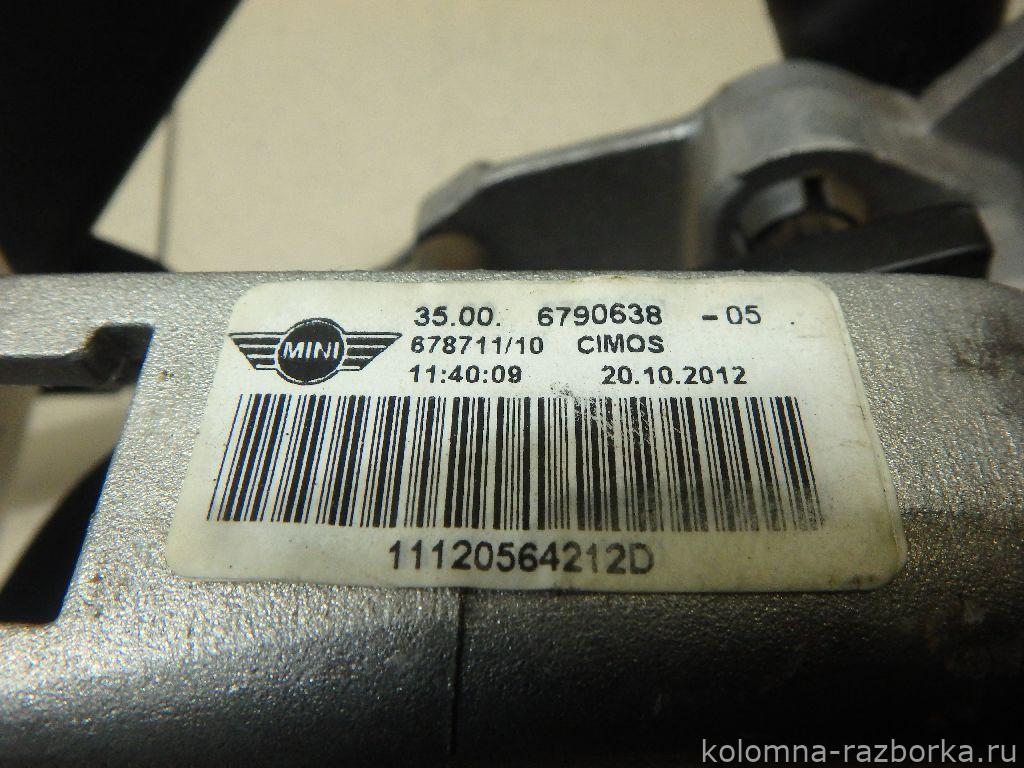 35.00. 6790638 -05
MINI
678711/10 CIMOS
11:40:09 20.10.2012
11120564212D
kolomna-razborka.ru